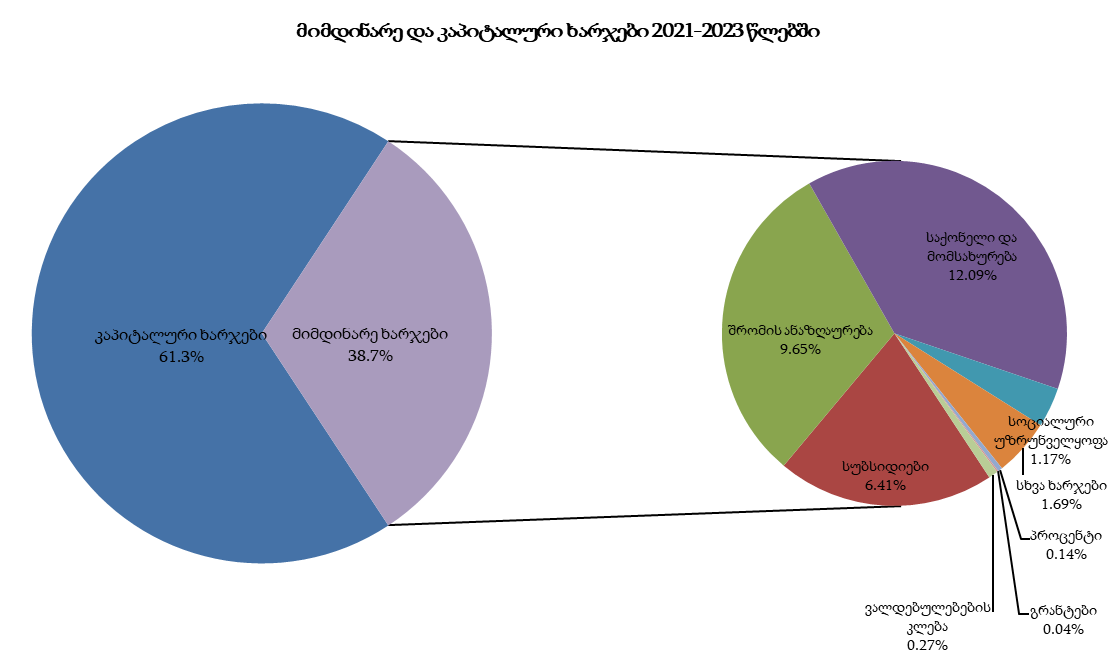 მიმდინარე და კაპიტალური ხარჯები 2021-2023 წლებში
კაპიტალური ხარჯები
61.3%
მიმდინარე ხარჯები
38.7%
საქონელი და
მომსახურება
12.09%
შრომის ანაზღაურება
9.65%
სოციალური
უზრუნველყოფა
1.17%
სუბსიდიები
6.41%
სხვა ხარჯები
1.69%
პროცენტი
0.14%
ვალდებულებების
კლება
0.27%
გრანტები
0.04%